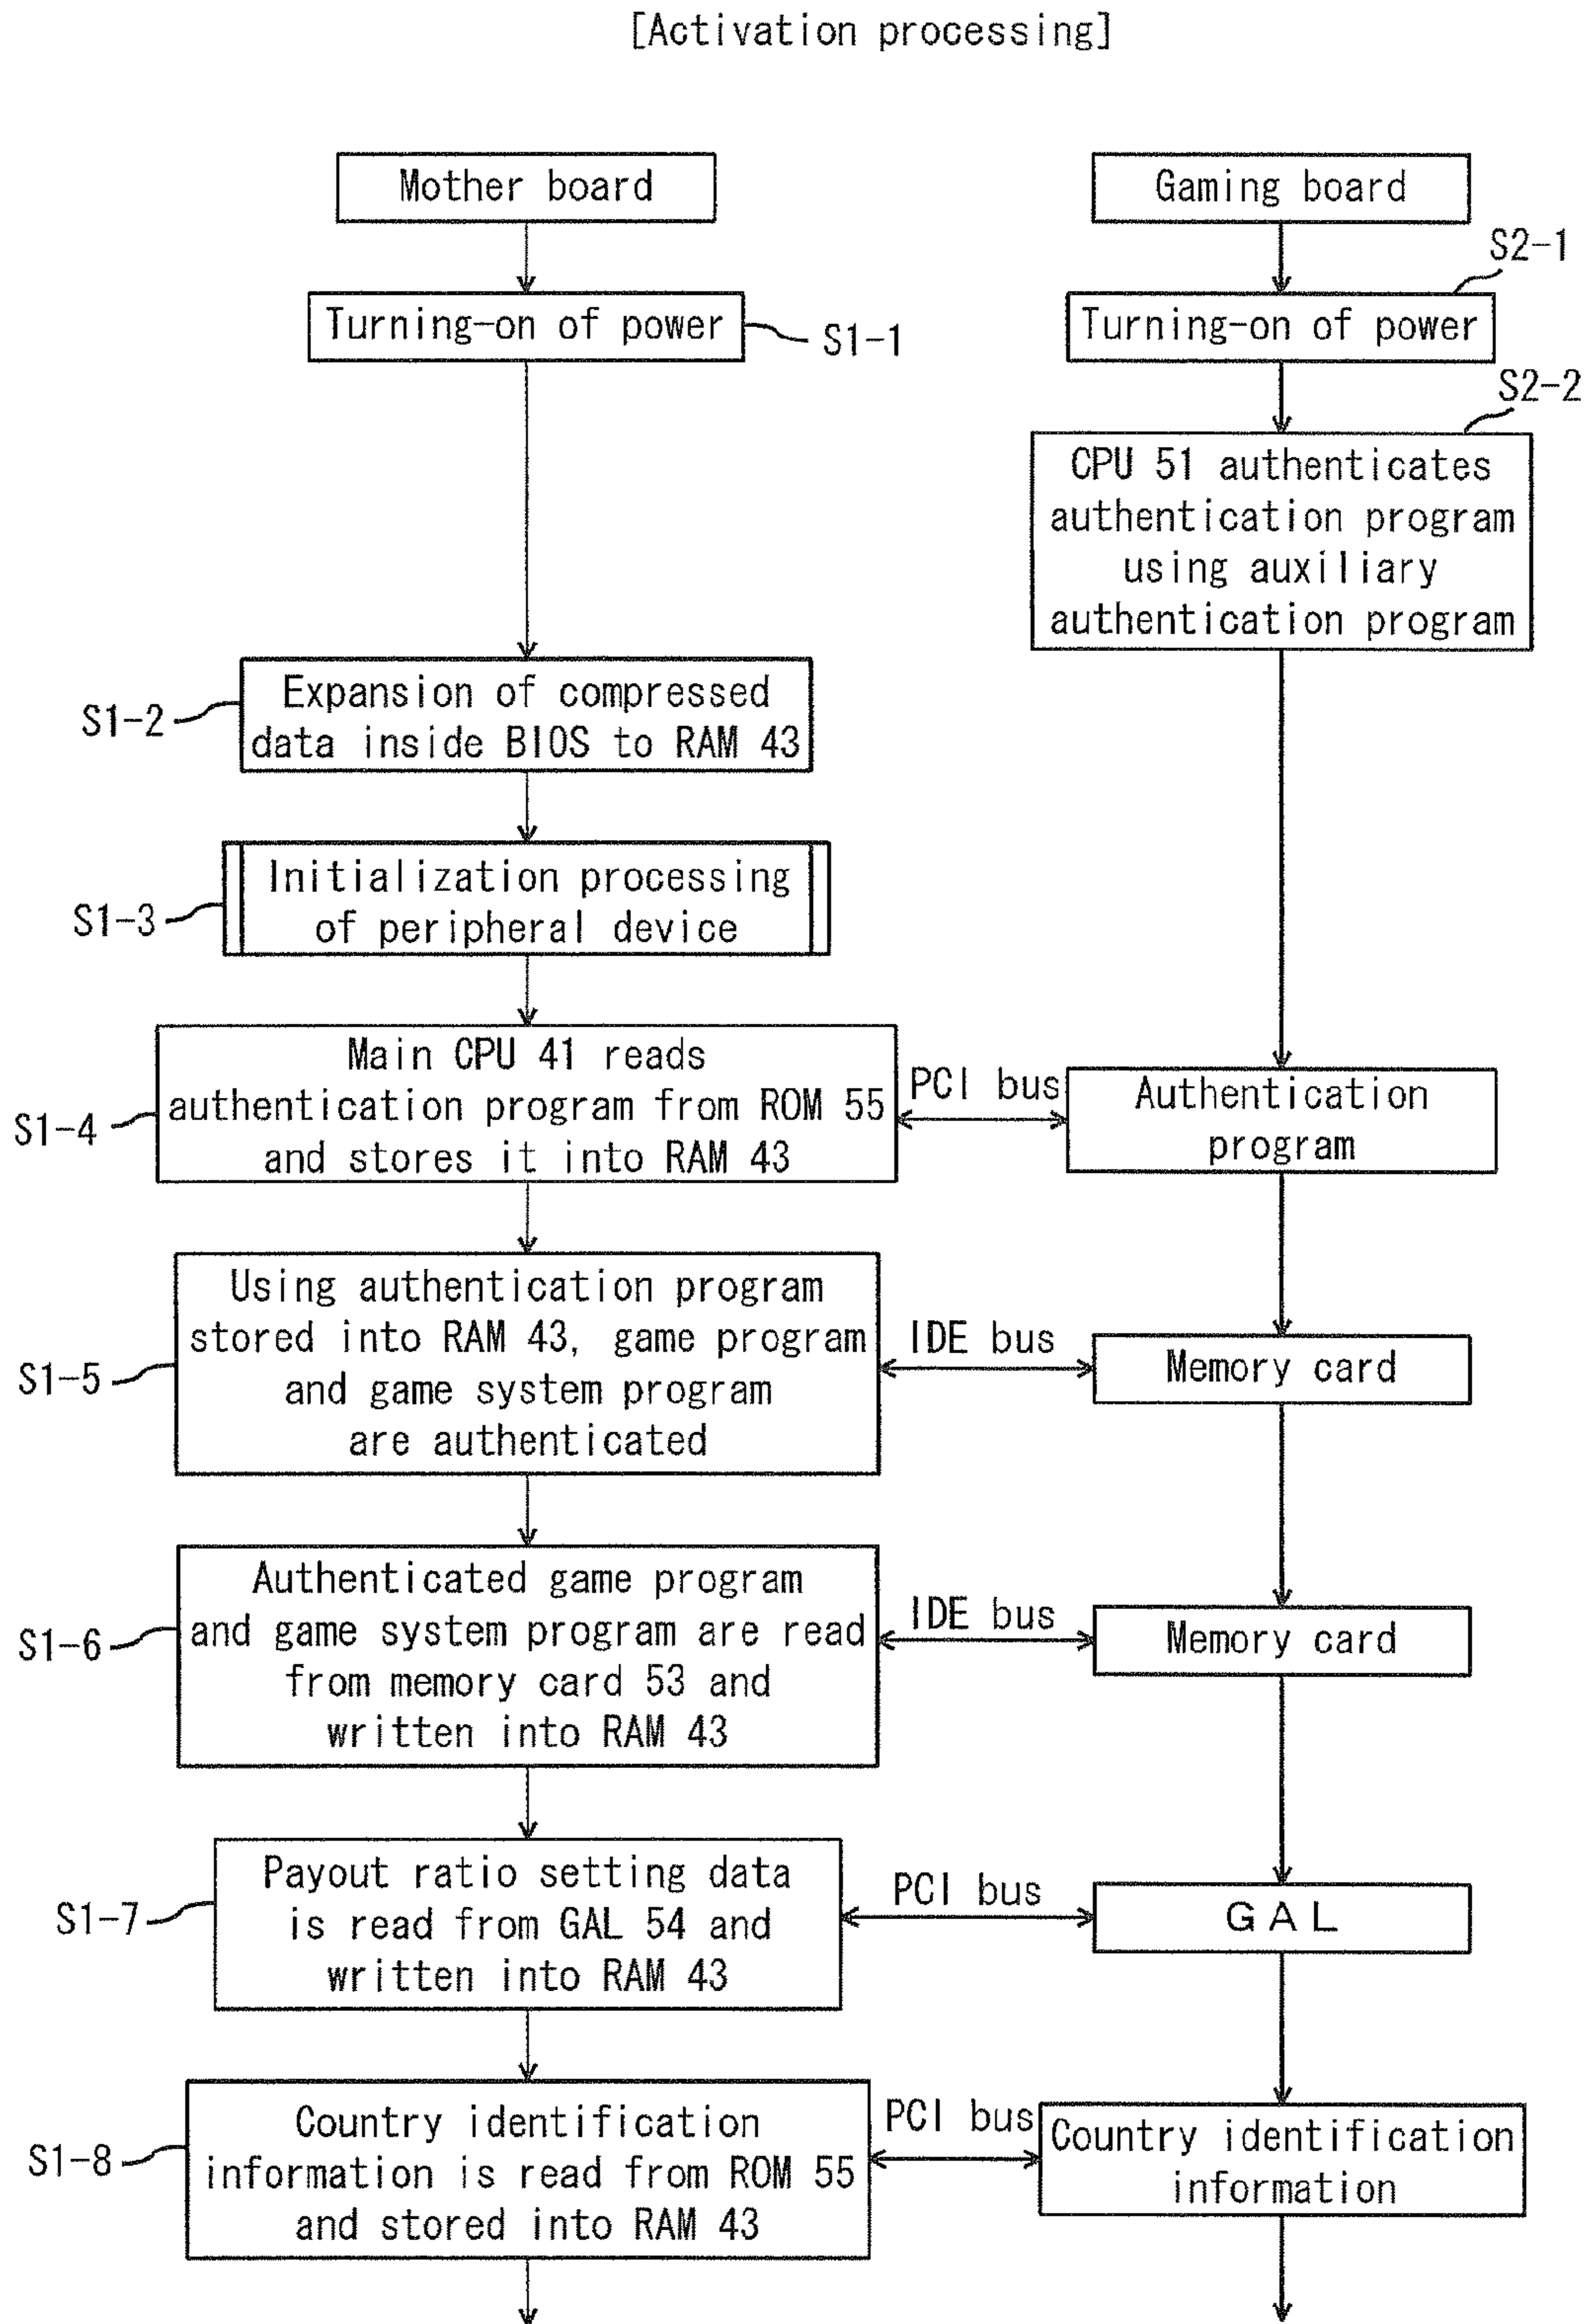 [Activation processing]
Mother board
Gaming board
S2-1
Turning-on of power
S1-1
Turning-on of power
S2-2
CPU 51 authenticates
authentication program
using auxiliary
authentication program
S1-2
Expansion of compressed
data inside BIOS to RAM 43
S1-3
Initialization processing
of peripheral device
S1-4
Main CPU 41 reads
authentication program from ROM 55
and stores it into RAM 43
PCI bus
Authentication
program
S1-5
Using authentication program
stored into RAM 43, game program
and game system program
are authenticated
IDE bus
Memory card
S1-6
Authenticated game program
and game system program are read
from memory card 53 and
written into RAM 43
IDE bus
Memory card
S1-7
Payout ratio setting data
is read from GAL 54 and
written into RAM 43
PCI bus
GAL
S1-8
Country identification
information is read from ROM 55
and stored into RAM 43
PCI bus
Country identification
information